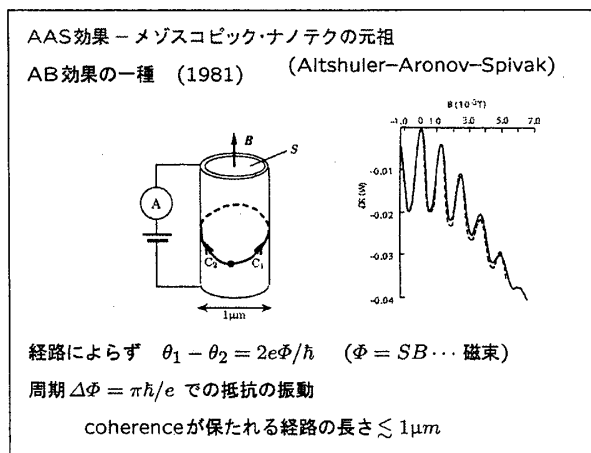 AAS効果 − メゾスコピック・ナノテクの元祖
AB効果の一種 (1981) (Altshuler−Aronov−Spivak)
B
S
A
C₂
C₁
1μm
B (10⁻³T)
-1.0 0 1.0 3.0 5.0 7.0
-0.01
-0.02
-0.03
-0.04
経路によらず θ₁ − θ₂ = 2eΦ/ħ (Φ = SB ⋯ 磁束)
周期 ΔΦ = πħ/e での抵抗の振動
coherenceが保たれる経路の長さ ≲ 1μm